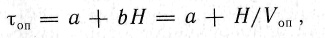 τоп = a + bH = a + H/Vоп ,